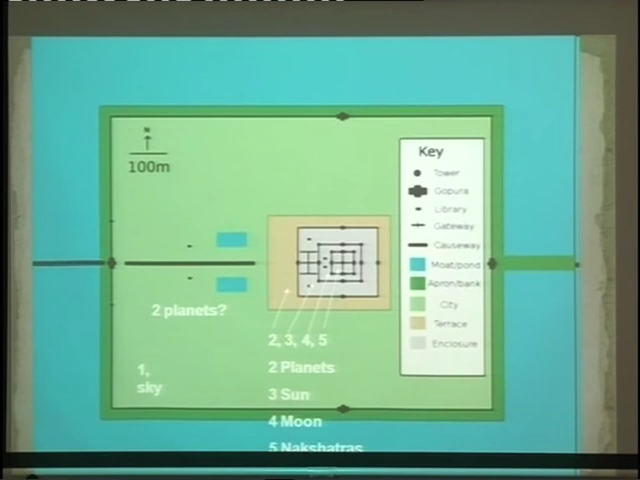 N
100m
Key
Tower
Gopura
Library
Gateway
Causeway
Moat/pond
Apron/bank
City
Terrace
Enclosure
2 planets?
1,
sky
2, 3, 4, 5
2 Planets
3 Sun
4 Moon
5 Nakshatras